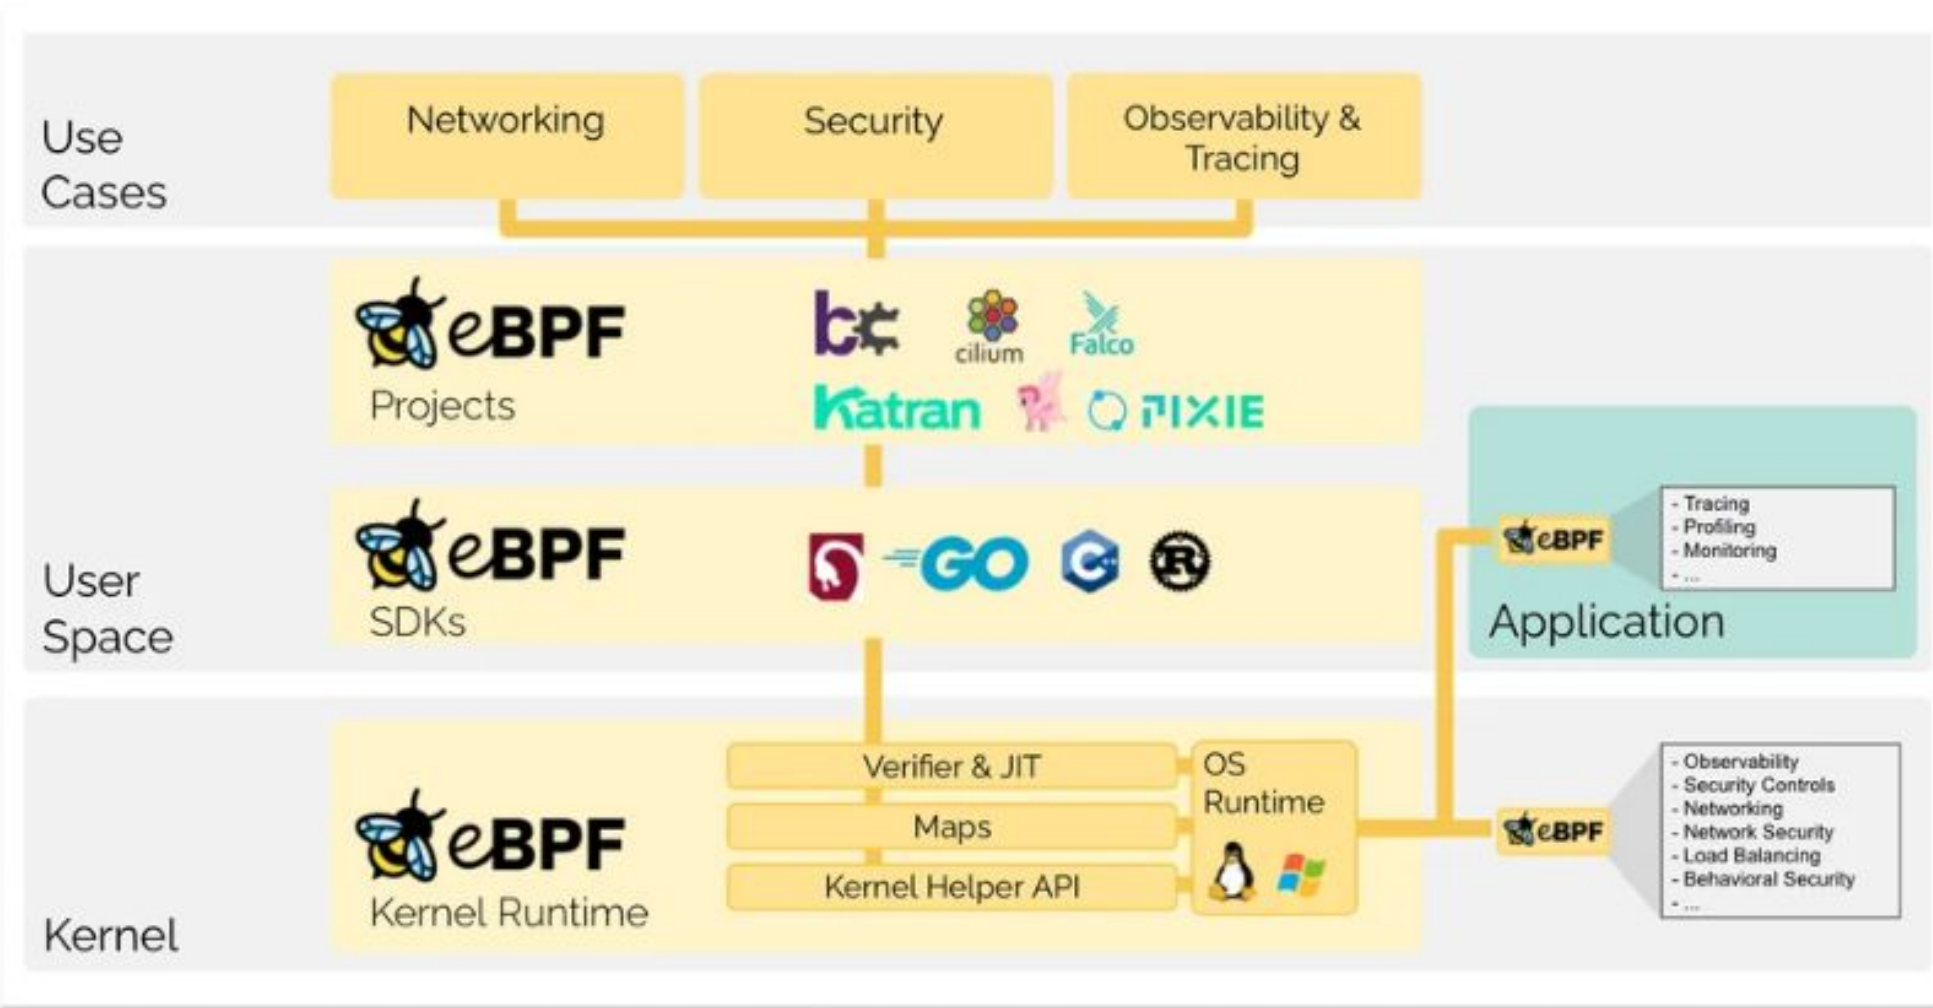 Use
Cases
Networking
Security
Observability &
Tracing
User
Space
eBPF
Projects
bc
cilium
Falco
Katran
PIXIE
eBPF
SDKs
GO
C++
R
eBPF
- Tracing
- Profiling
- Monitoring
- ...
Application
Kernel
eBPF
Kernel Runtime
Verifier & JIT
Maps
Kernel Helper API
OS
Runtime
eBPF
- Observability
- Security Controls
- Networking
- Network Security
- Load Balancing
- Behavioral Security
- ...